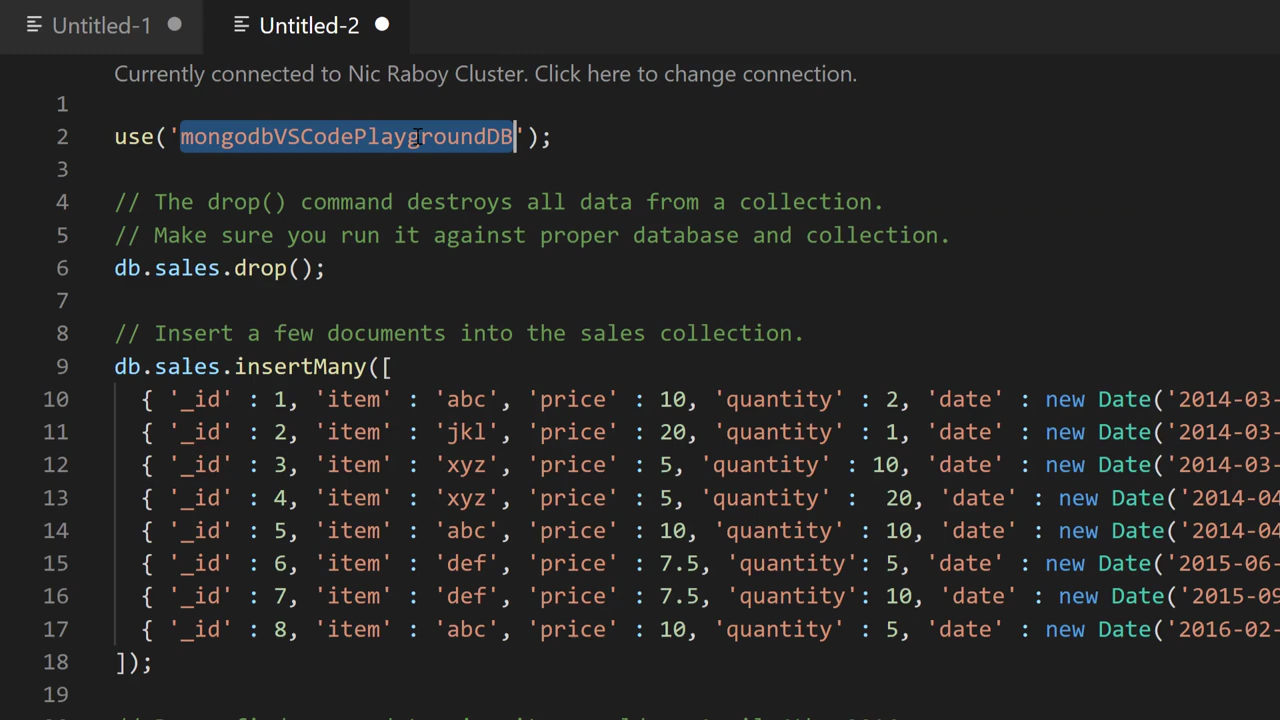 Untitled-1
Untitled-2
Currently connected to Nic Raboy Cluster. Click here to change connection.
1
2 use('mongodbVSCodePlaygroundDB');
3
4 // The drop() command destroys all data from a collection.
5 // Make sure you run it against proper database and collection.
6 db.sales.drop();
7
8 // Insert a few documents into the sales collection.
9 db.sales.insertMany([
10 { '_id' : 1, 'item' : 'abc', 'price' : 10, 'quantity' : 2, 'date' : new Date('2014-03-
11 { '_id' : 2, 'item' : 'jkl', 'price' : 20, 'quantity' : 1, 'date' : new Date('2014-03-
12 { '_id' : 3, 'item' : 'xyz', 'price' : 5, 'quantity' : 10, 'date' : new Date('2014-03-
13 { '_id' : 4, 'item' : 'xyz', 'price' : 5, 'quantity' :  20, 'date' : new Date('2014-04
14 { '_id' : 5, 'item' : 'abc', 'price' : 10, 'quantity' : 10, 'date' : new Date('2014-04
15 { '_id' : 6, 'item' : 'def', 'price' : 7.5, 'quantity': 5, 'date' : new Date('2015-06-
16 { '_id' : 7, 'item' : 'def', 'price' : 7.5, 'quantity': 10, 'date' : new Date('2015-09
17 { '_id' : 8, 'item' : 'abc', 'price' : 10, 'quantity' : 5, 'date' : new Date('2016-02-
18 ]);
19